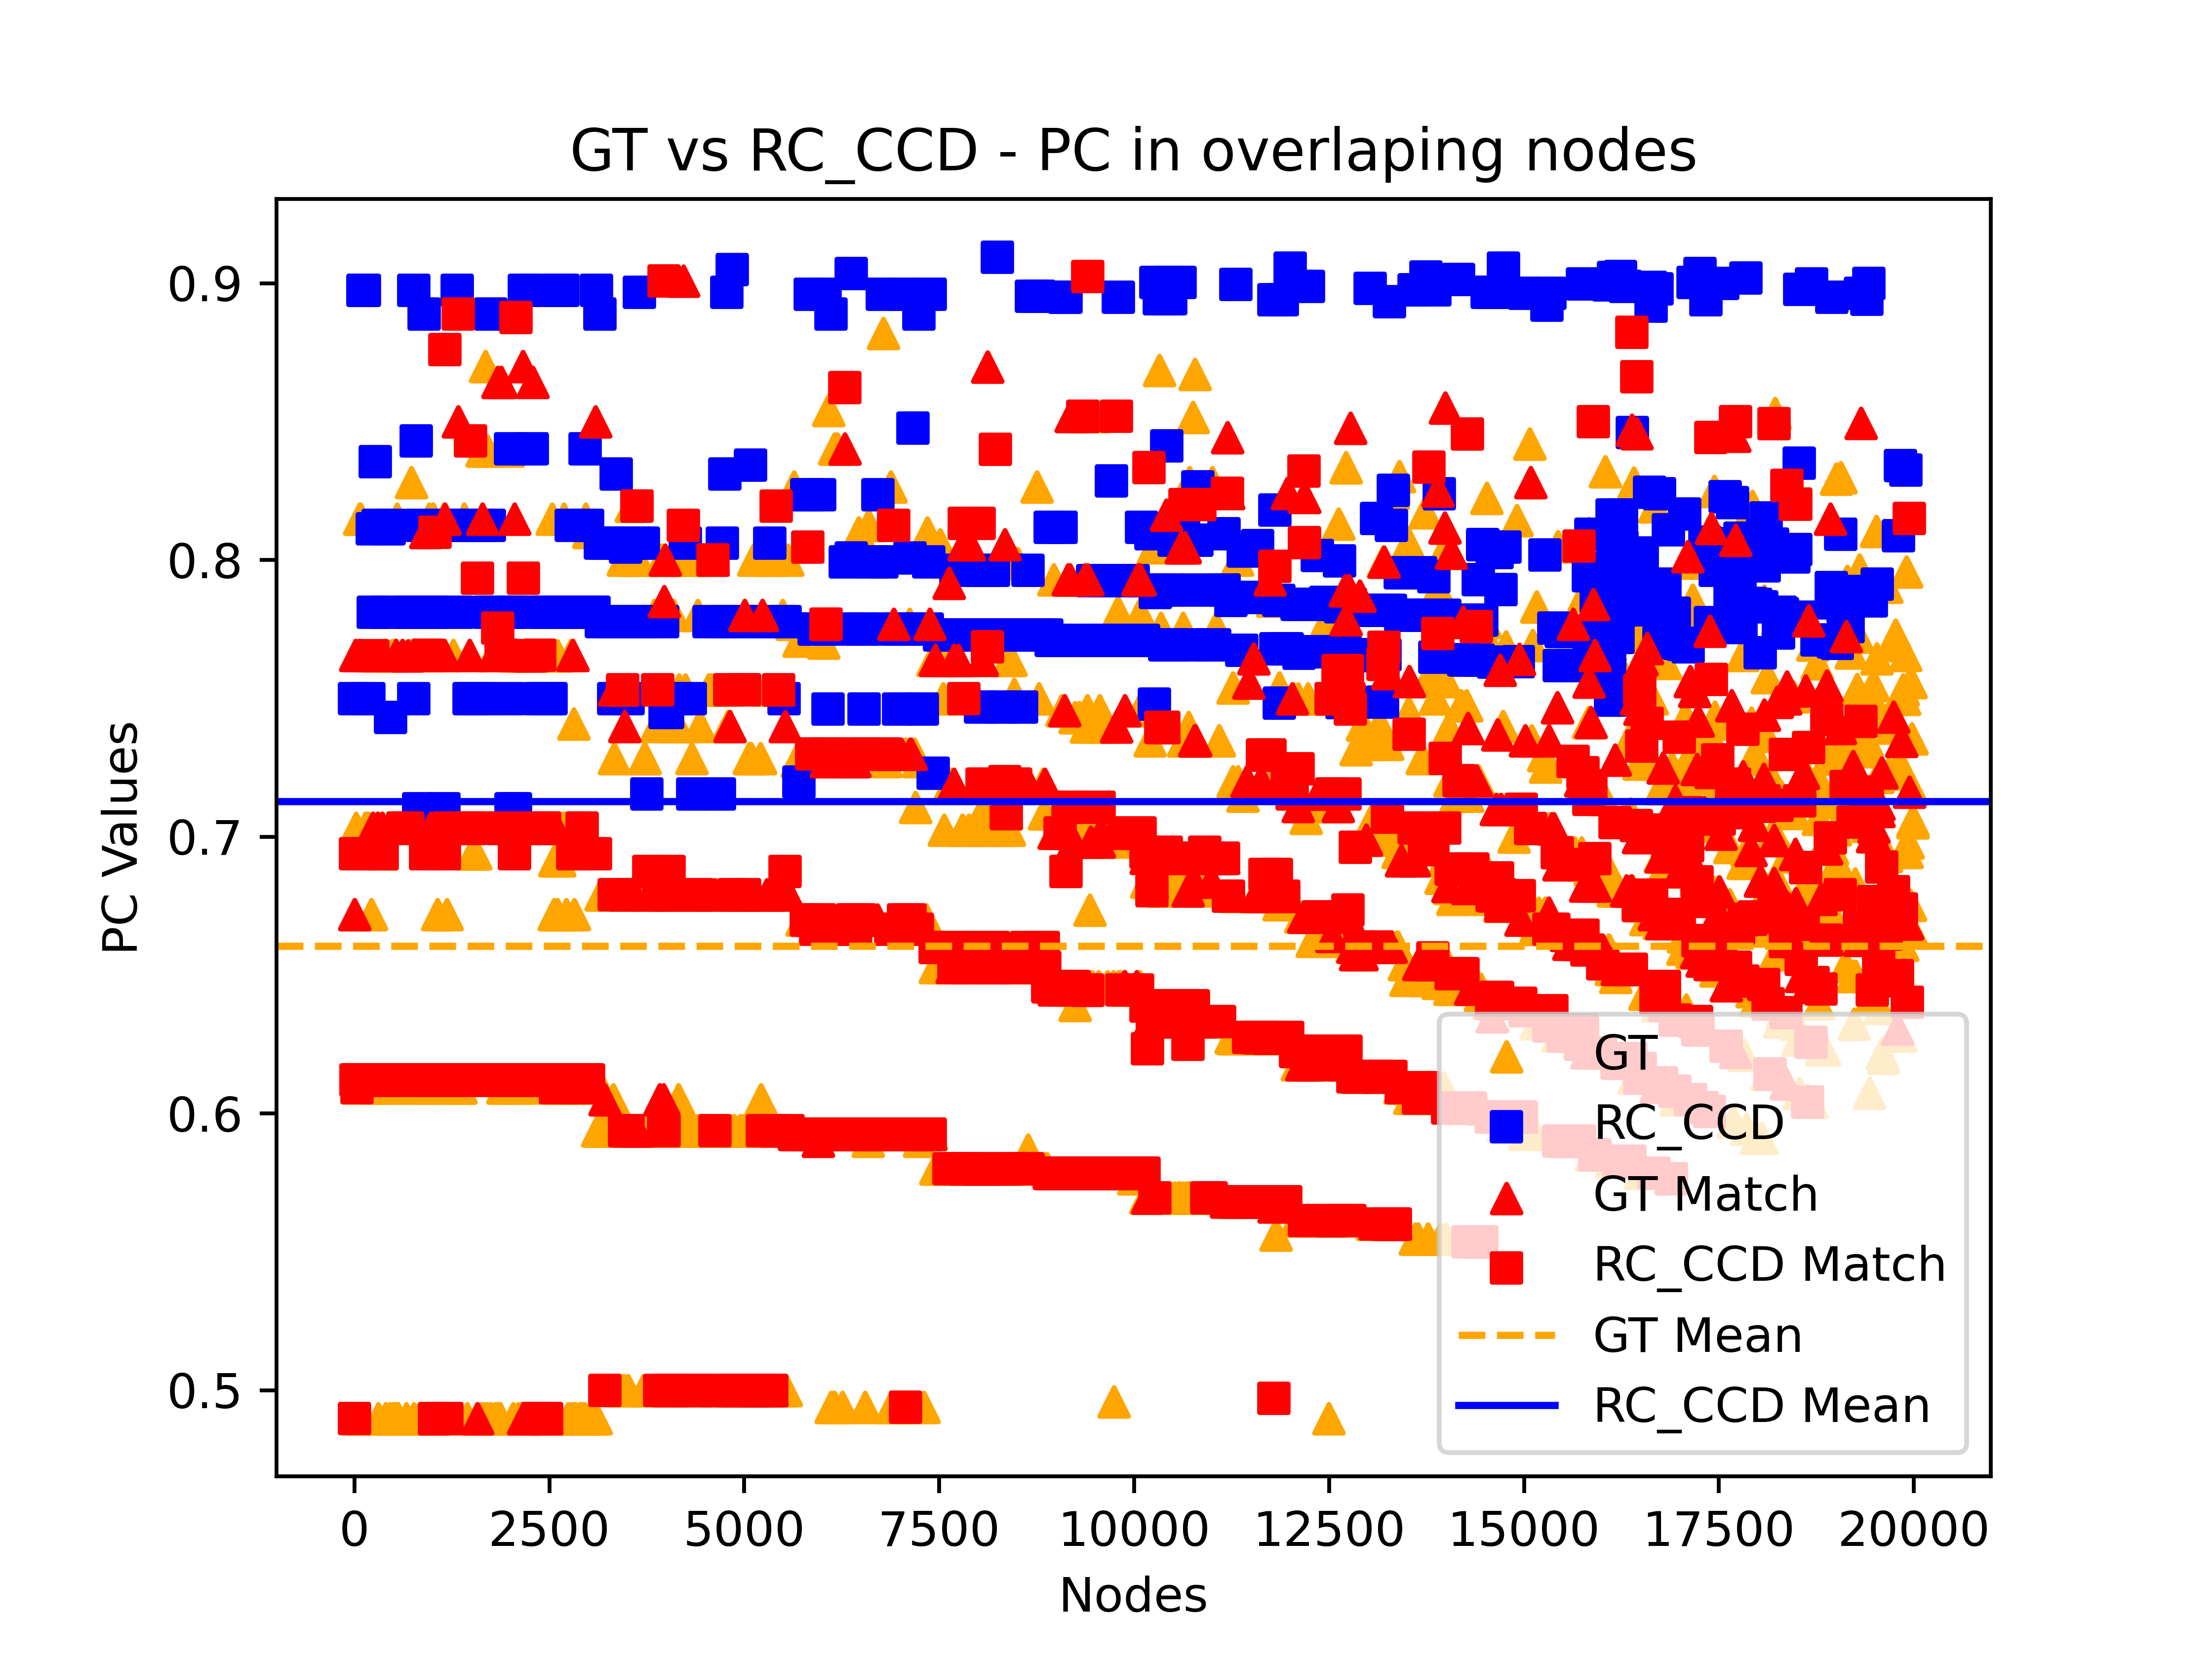 GT vs RC_CCD - PC in overlaping nodes
PC Values
0.9
0.8
0.7
0.6
0.5
GT
RC_CCD
GT Match
RC_CCD Match
GT Mean
RC_CCD Mean
0 2500 5000 7500 10000 12500 15000 17500 20000
Nodes